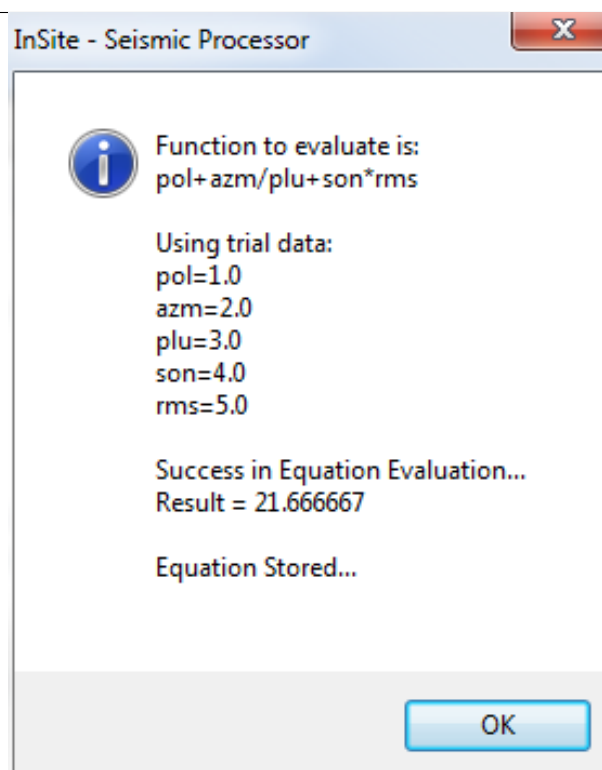 InSite - Seismic Processor
Function to evaluate is:
pol+azm/plu+son*rms
Using trial data:
pol=1.0
azm=2.0
plu=3.0
son=4.0
rms=5.0
Success in Equation Evaluation...
Result = 21.666667
Equation Stored...
OK